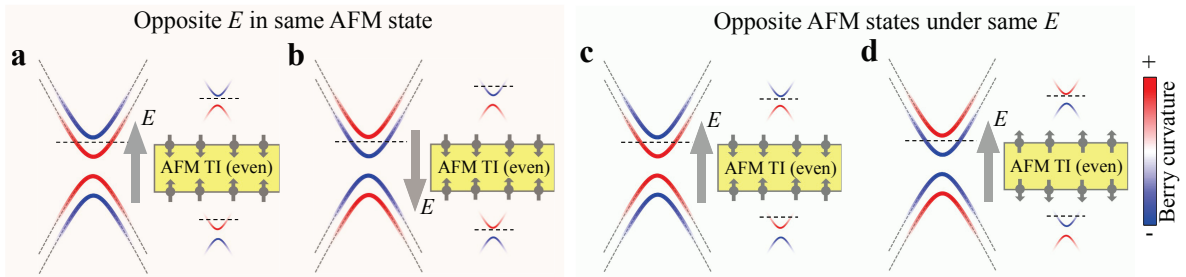 Opposite E in same AFM state
Opposite AFM states under same E
a
b
c
d
E
E
E
E
AFM TI (even)
AFM TI (even)
AFM TI (even)
AFM TI (even)
+
Berry curvature
-